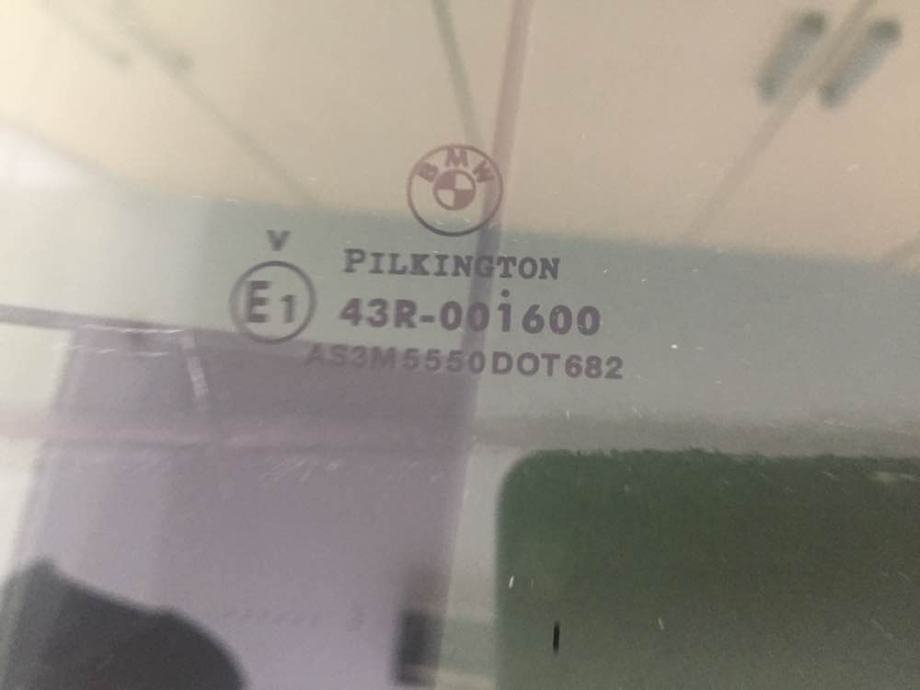 BMW
V
PILKINGTON
E1 43R-001600
AS3M5550DOT682